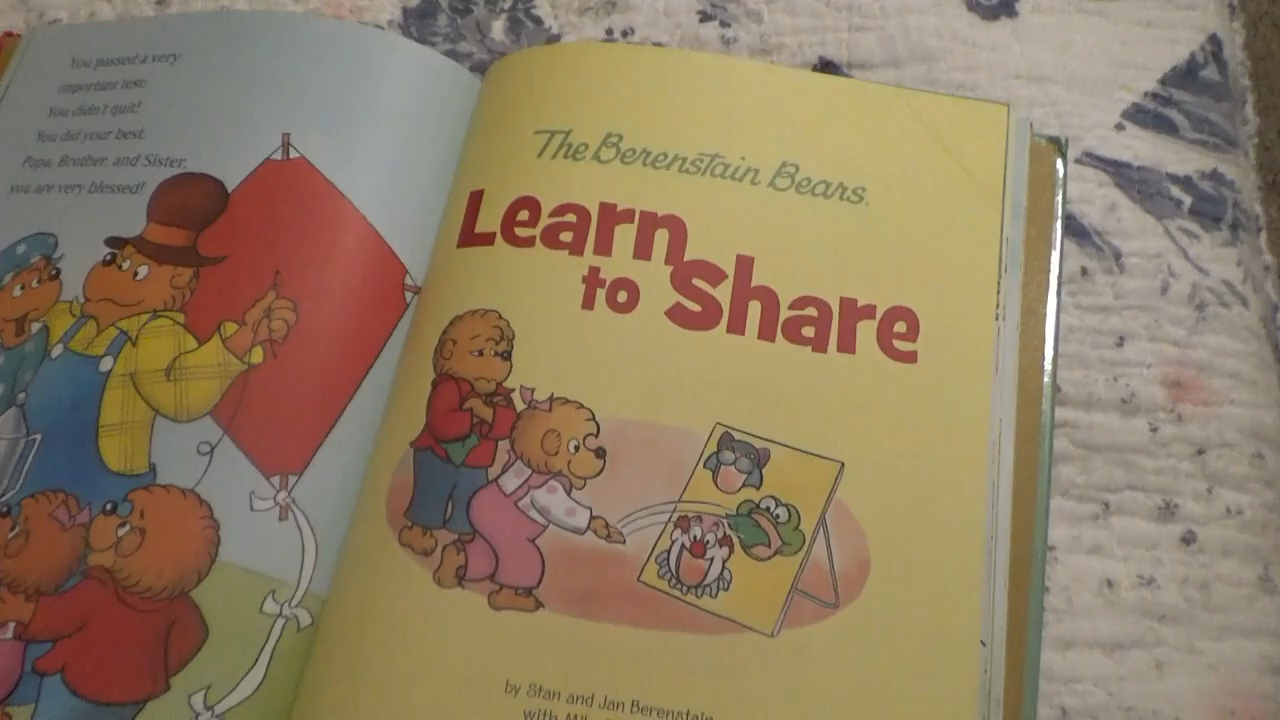 You passed a very
important test:
You didn't quit!
You did your best.
Papa, Brother, and Sister,
you are very blessed!
The Berenstain Bears
Learn
to Share
by Stan and Jan Berenstain
with